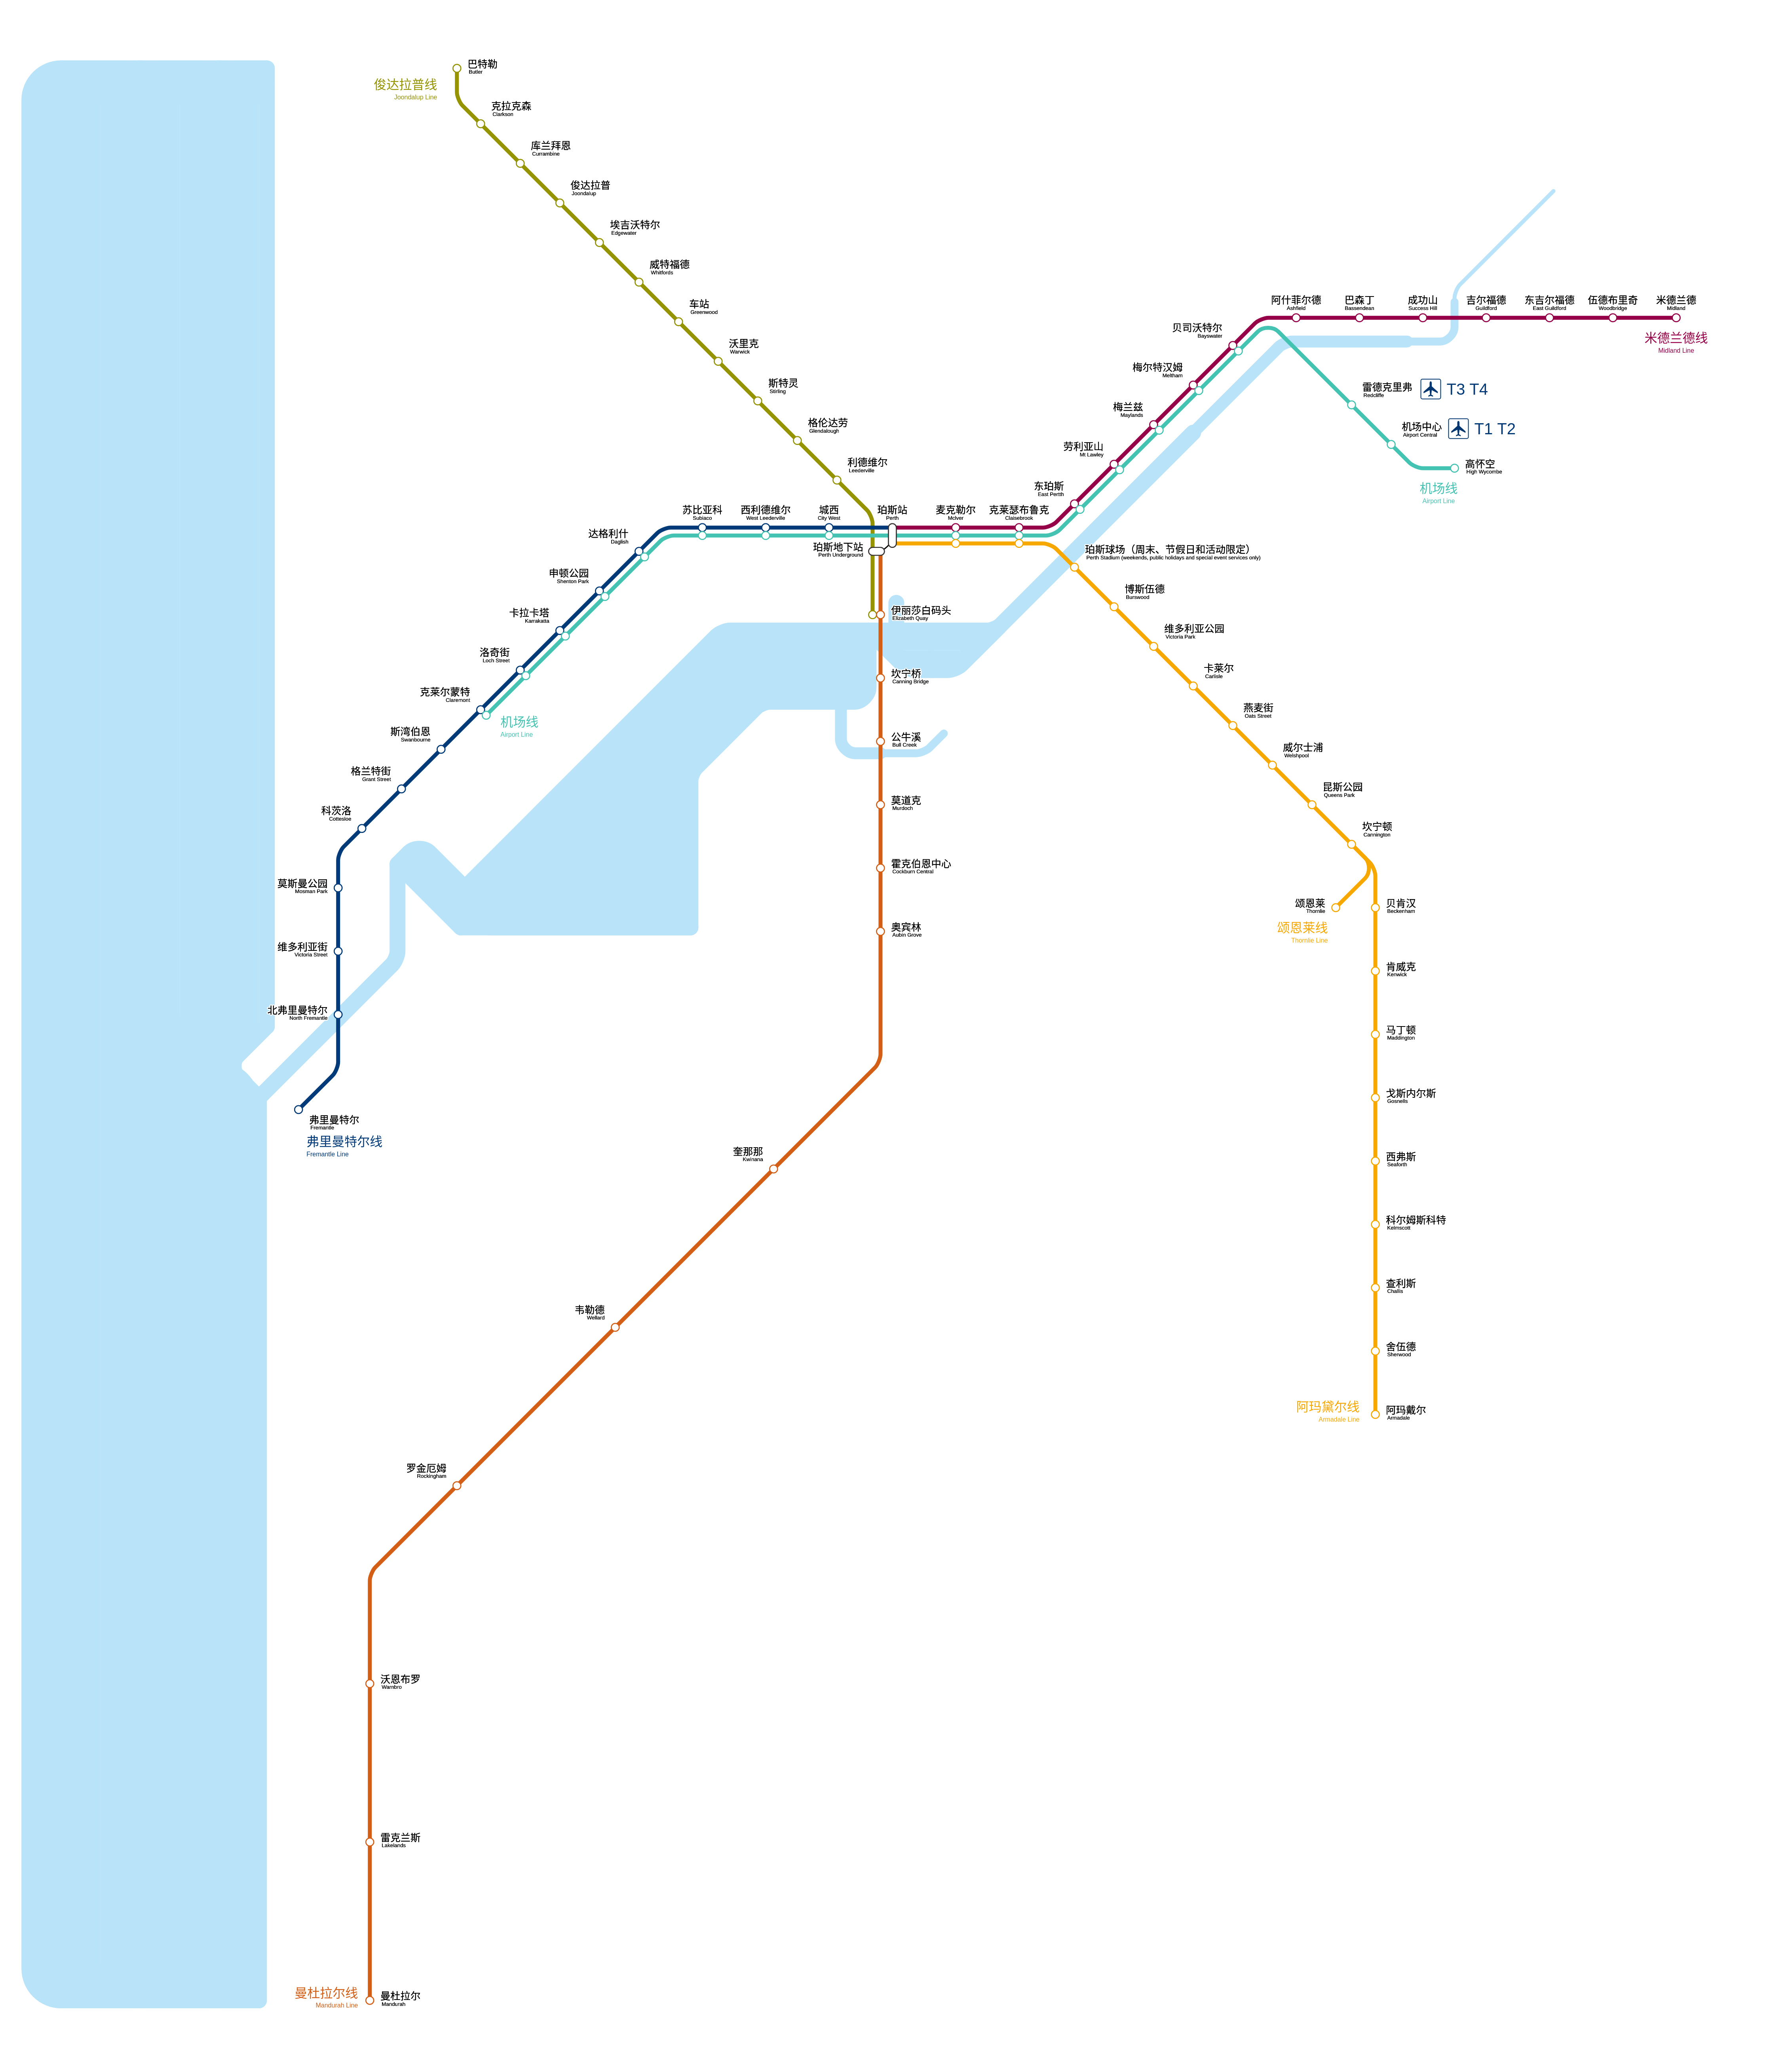 巴特勒
Butler
俊达拉普线
Joondalup Line
克拉克森
Clarkson
库兰拜恩
Currambine
俊达拉普
Joondalup
埃吉沃特尔
Edgewater
威特福德
Whitfords
车站
Greenwood
沃里克
Warwick
斯特灵
Stirling
格伦达劳
Glendalough
利德维尔
Leederville
阿什菲尔德
Ashfield
巴森丁
Bassendean
成功山
Success Hill
吉尔福德
Guildford
东吉尔福德
East Guildford
伍德布里奇
Woodbridge
米德兰德
Midland
米德兰德线
Midland Line
贝司沃特尔
Bayswater
梅尔特汉姆
Meltham
梅兰兹
Maylands
劳利亚山
Mt Lawley
东珀斯
East Perth
雷德克里弗
Redcliffe
T3 T4
机场中心
Airport Central
T1 T2
高怀空
High Wycombe
机场线
Airport Line
苏比亚科
Subiaco
西利德维尔
West Leederville
城西
City West
珀斯站
Perth
麦克勒尔
McIver
克莱瑟布鲁克
Claisebrook
珀斯地下站
Perth Underground
达格利什
Daglish
申顿公园
Shenton Park
卡拉卡塔
Karrakatta
洛奇街
Loch Street
克莱尔蒙特
Claremont
机场线
Airport Line
斯湾伯恩
Swanbourne
格兰特街
Grant Street
科茨洛
Cottesloe
莫斯曼公园
Mosman Park
维多利亚街
Victoria Street
北弗里曼特尔
North Fremantle
弗里曼特尔
Fremantle
弗里曼特尔线
Fremantle Line
珀斯球场（周末、节假日和活动限定）
Perth Stadium (weekends, public holidays and special event services only)
博斯伍德
Burswood
维多利亚公园
Victoria Park
卡莱尔
Carlisle
燕麦街
Oats Street
威尔士浦
Welshpool
昆斯公园
Queens Park
坎宁顿
Cannington
颂恩莱
Thornlie
颂恩莱线
Thornlie Line
贝肯汉
Beckenham
肯威克
Kenwick
马丁顿
Maddington
戈斯内尔斯
Gosnells
西弗斯
Seaforth
科尔姆斯科特
Kelmscott
查利斯
Challis
舍伍德
Sherwood
阿玛戴尔
Armadale
阿玛黛尔线
Armadale Line
伊丽莎白码头
Elizabeth Quay
坎宁桥
Canning Bridge
公牛溪
Bull Creek
莫道克
Murdoch
霍克伯恩中心
Cockburn Central
奥宾林
Aubin Grove
奎那那
Kwinana
韦勒德
Wellard
罗金厄姆
Rockingham
沃恩布罗
Warnbro
雷克兰斯
Lakelands
曼杜拉尔
Mandurah
曼杜拉尔线
Mandurah Line